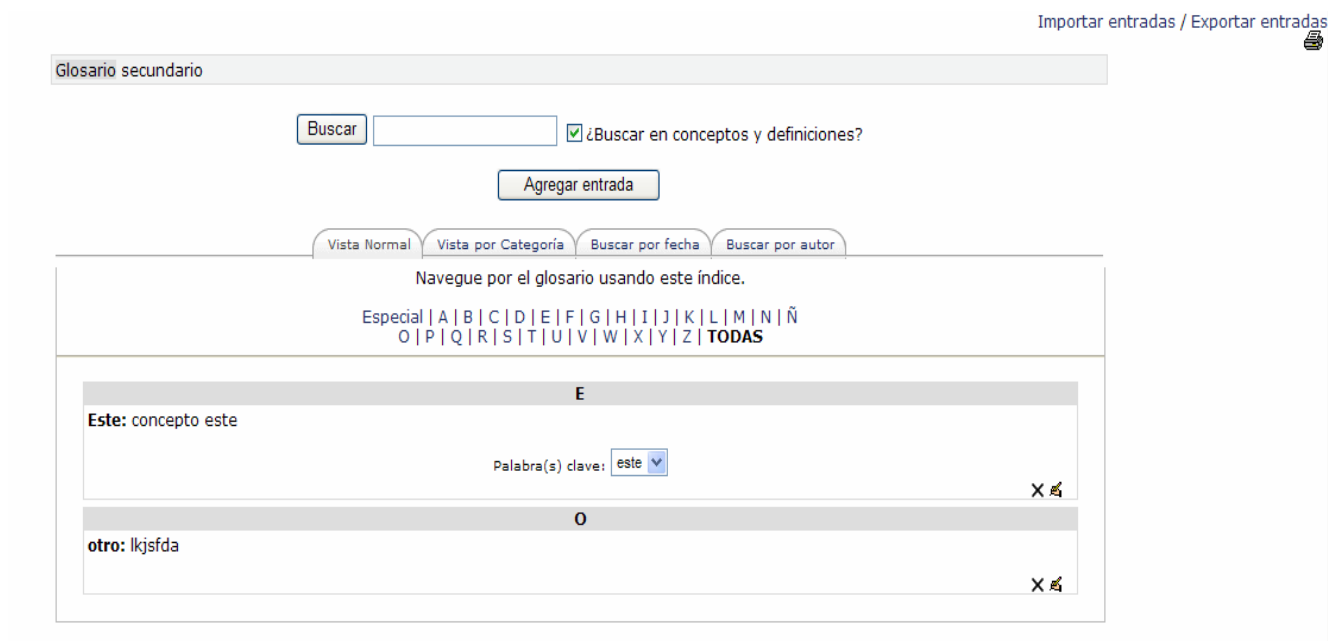 Importar entradas / Exportar entradas
Glosario secundario
Buscar ¿Buscar en conceptos y definiciones?
Agregar entrada
Vista Normal Vista por Categoría Buscar por fecha Buscar por autor
Navegue por el glosario usando este índice.
Especial | A | B | C | D | E | F | G | H | I | J | K | L | M | N | Ñ
O | P | Q | R | S | T | U | V | W | X | Y | Z | TODAS
E
Este: concepto este
Palabra(s) clave: este
O
otro: lkjsfda